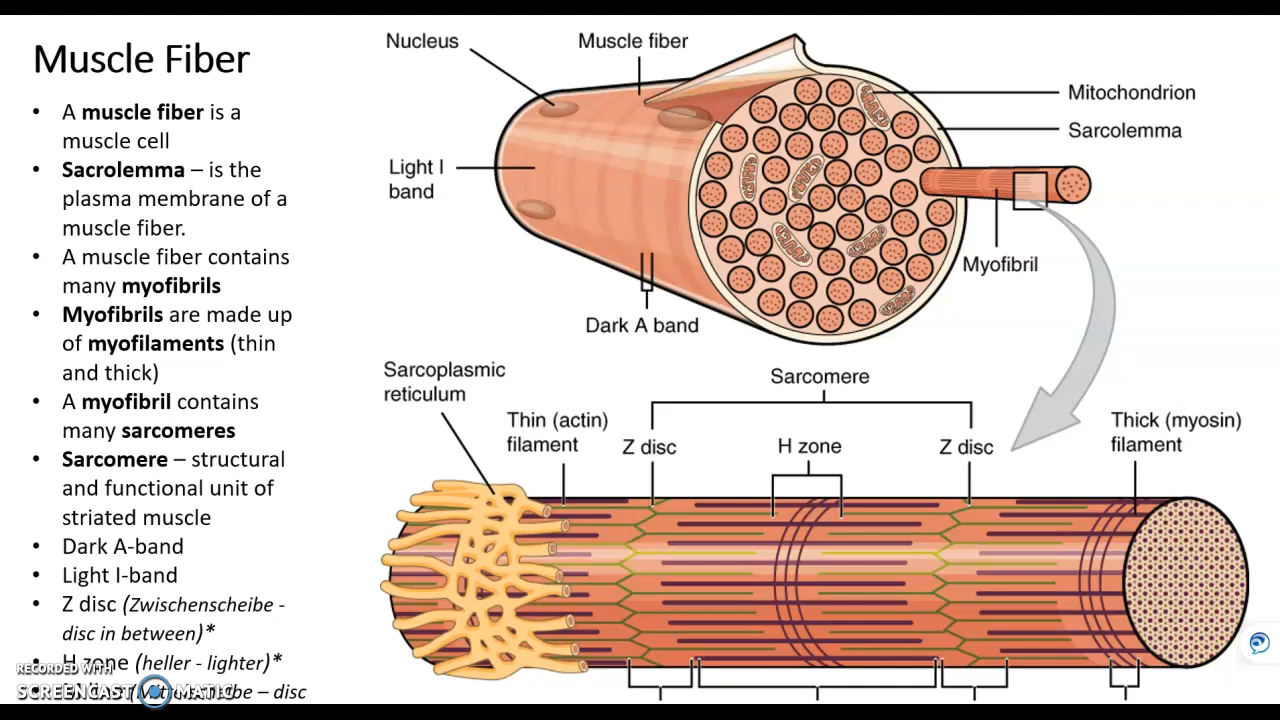 Muscle Fiber
• A muscle fiber is a
muscle cell
• Sacrolemma – is the
plasma membrane of a
muscle fiber.
• A muscle fiber contains
many myofibrils
• Myofibrils are made up
of myofilaments (thin
and thick)
• A myofibril contains
many sarcomeres
• Sarcomere – structural
and functional unit of
striated muscle
• Dark A-band
• Light I-band
• Z disc (Zwischenscheibe -
disc in between)*
• H zone (heller - lighter)*
– disc
RECORDED WITH
SCREENCAST MATIC
Nucleus
Muscle fiber
Mitochondrion
Sarcolemma
Light I
band
Myofibril
Dark A band
Sarcoplasmic
reticulum
Sarcomere
Thin (actin)
filament
Z disc
H zone
Z disc
Thick (myosin)
filament